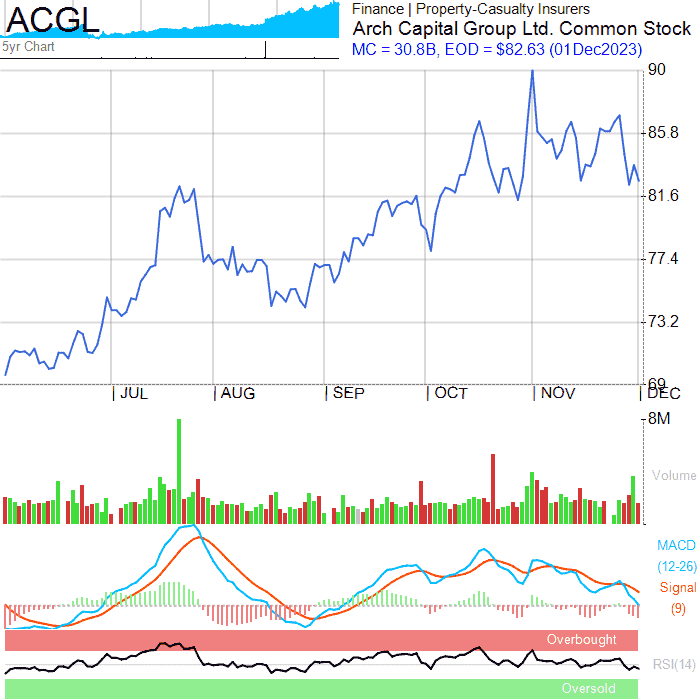 ACGL
5yr Chart
Finance | Property-Casualty Insurers
Arch Capital Group Ltd. Common Stock
MC = 30.8B, EOD = $82.63 (01Dec2023)
90
85.8
81.6
77.4
73.2
69
|JUL |AUG |SEP |OCT |NOV |DEC
8M
Volume
MACD
(12-26)
Signal
(9)
Overbought
RSI(14)
Oversold